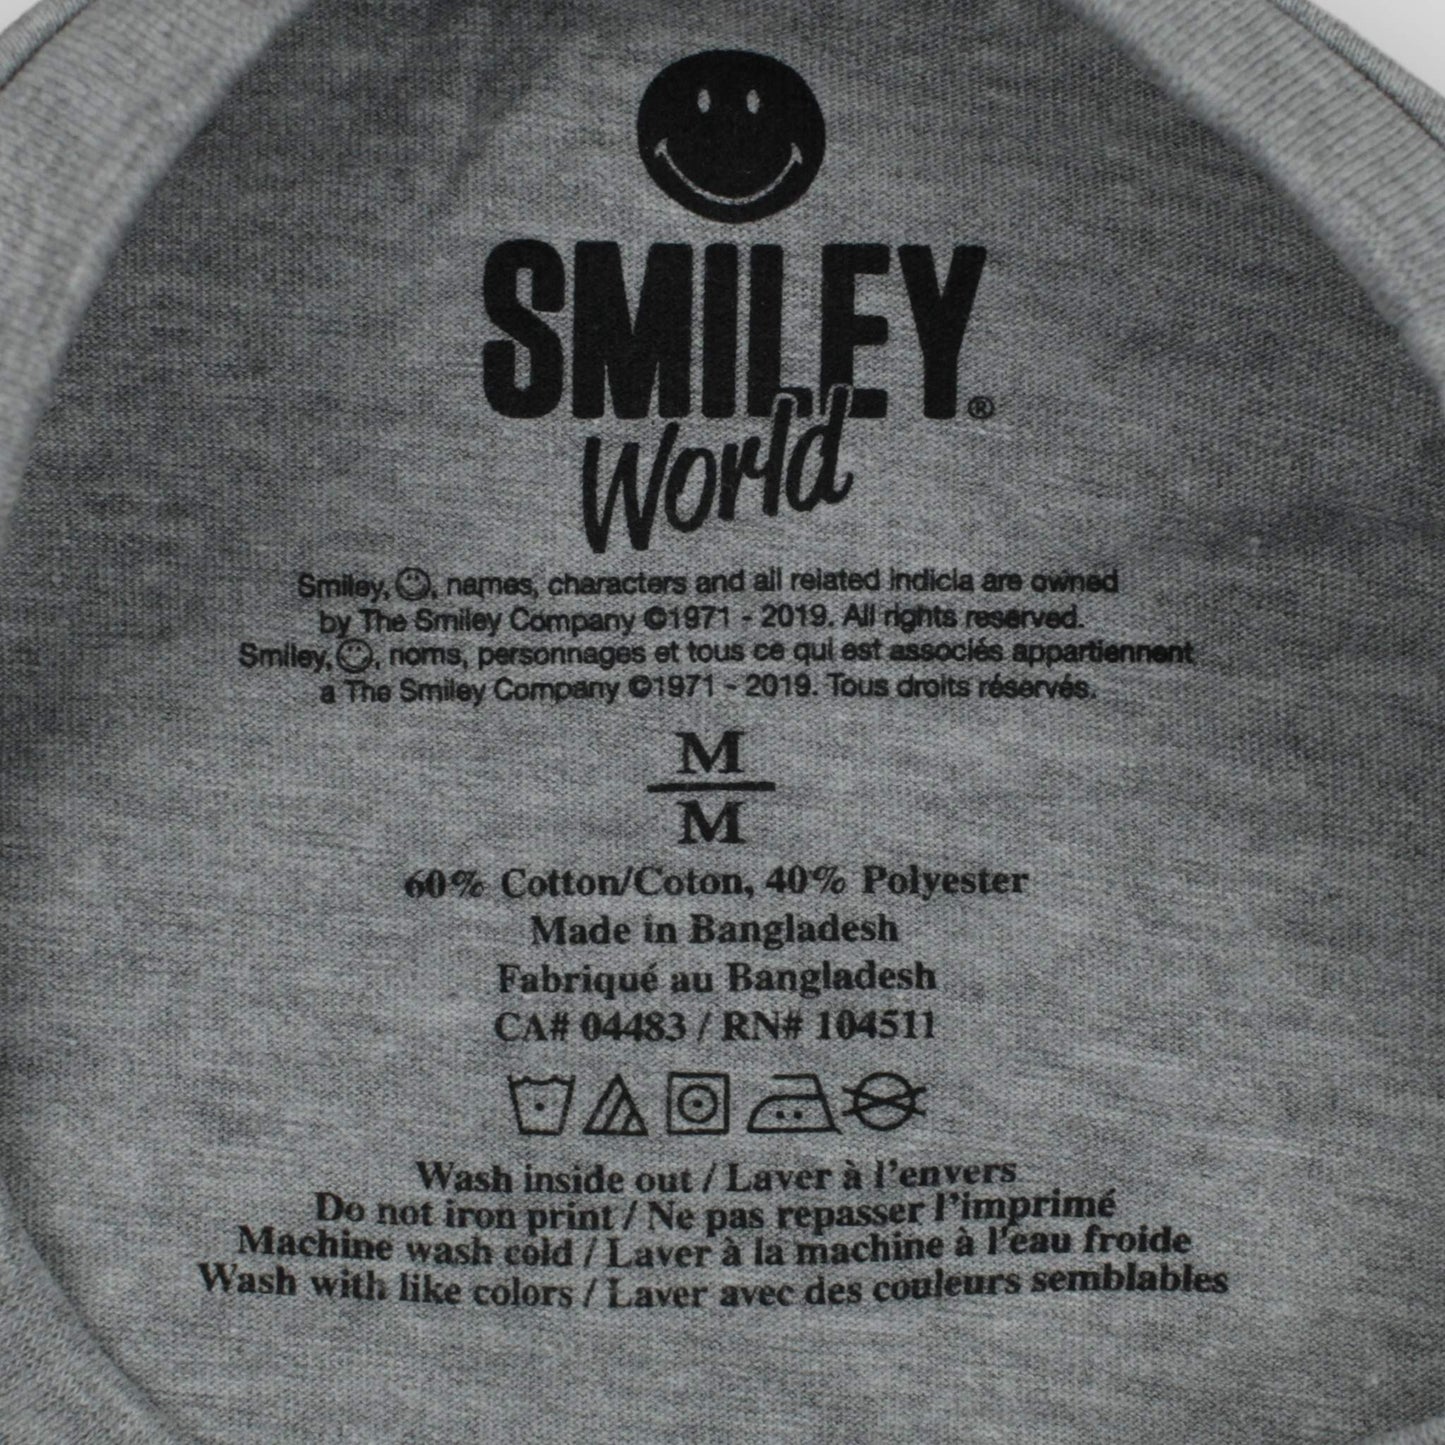 SMILEY®
World
Smiley, , names, characters and all related indicia are owned
by The Smiley Company ©1971 - 2019. All rights reserved.
Smiley, , noms, personnages et tous ce qui est associés appartiennent
a The Smiley Company ©1971 - 2019. Tous droits réservés.
M
M
60% Cotton/Coton, 40% Polyester
Made in Bangladesh
Fabriqué au Bangladesh
CA# 04483 / RN# 104511
Wash inside out / Laver à l'envers
Do not iron print / Ne pas repasser l'imprimé
Machine wash cold / Laver à la machine à l'eau froide
Wash with like colors / Laver avec des couleurs semblables